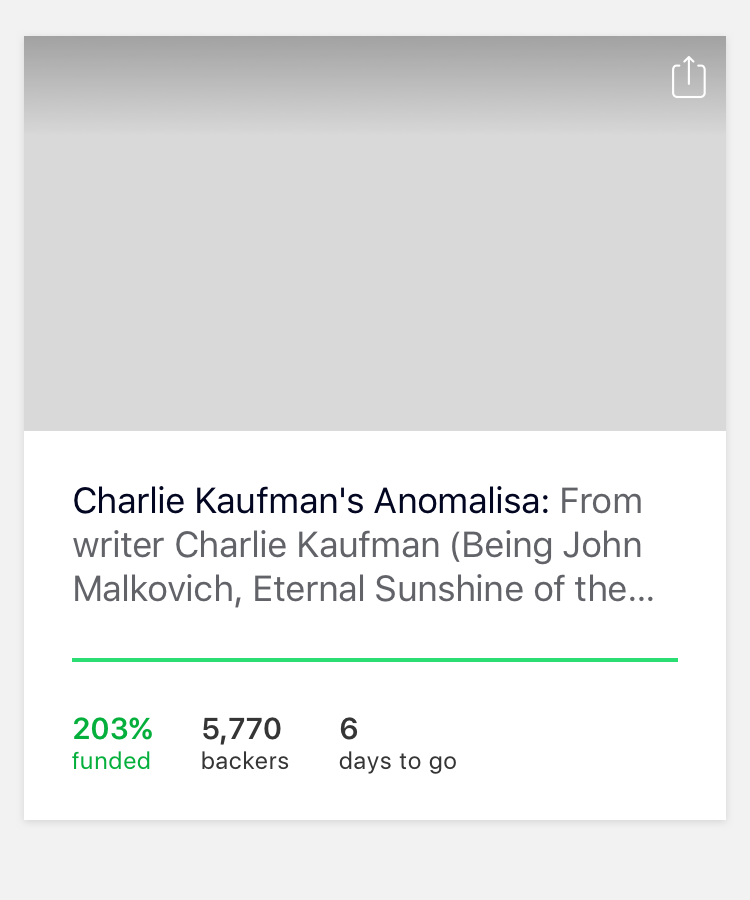 Charlie Kaufman's Anomalisa: From
writer Charlie Kaufman (Being John
Malkovich, Eternal Sunshine of the...
203% 5,770 6
funded backers days to go